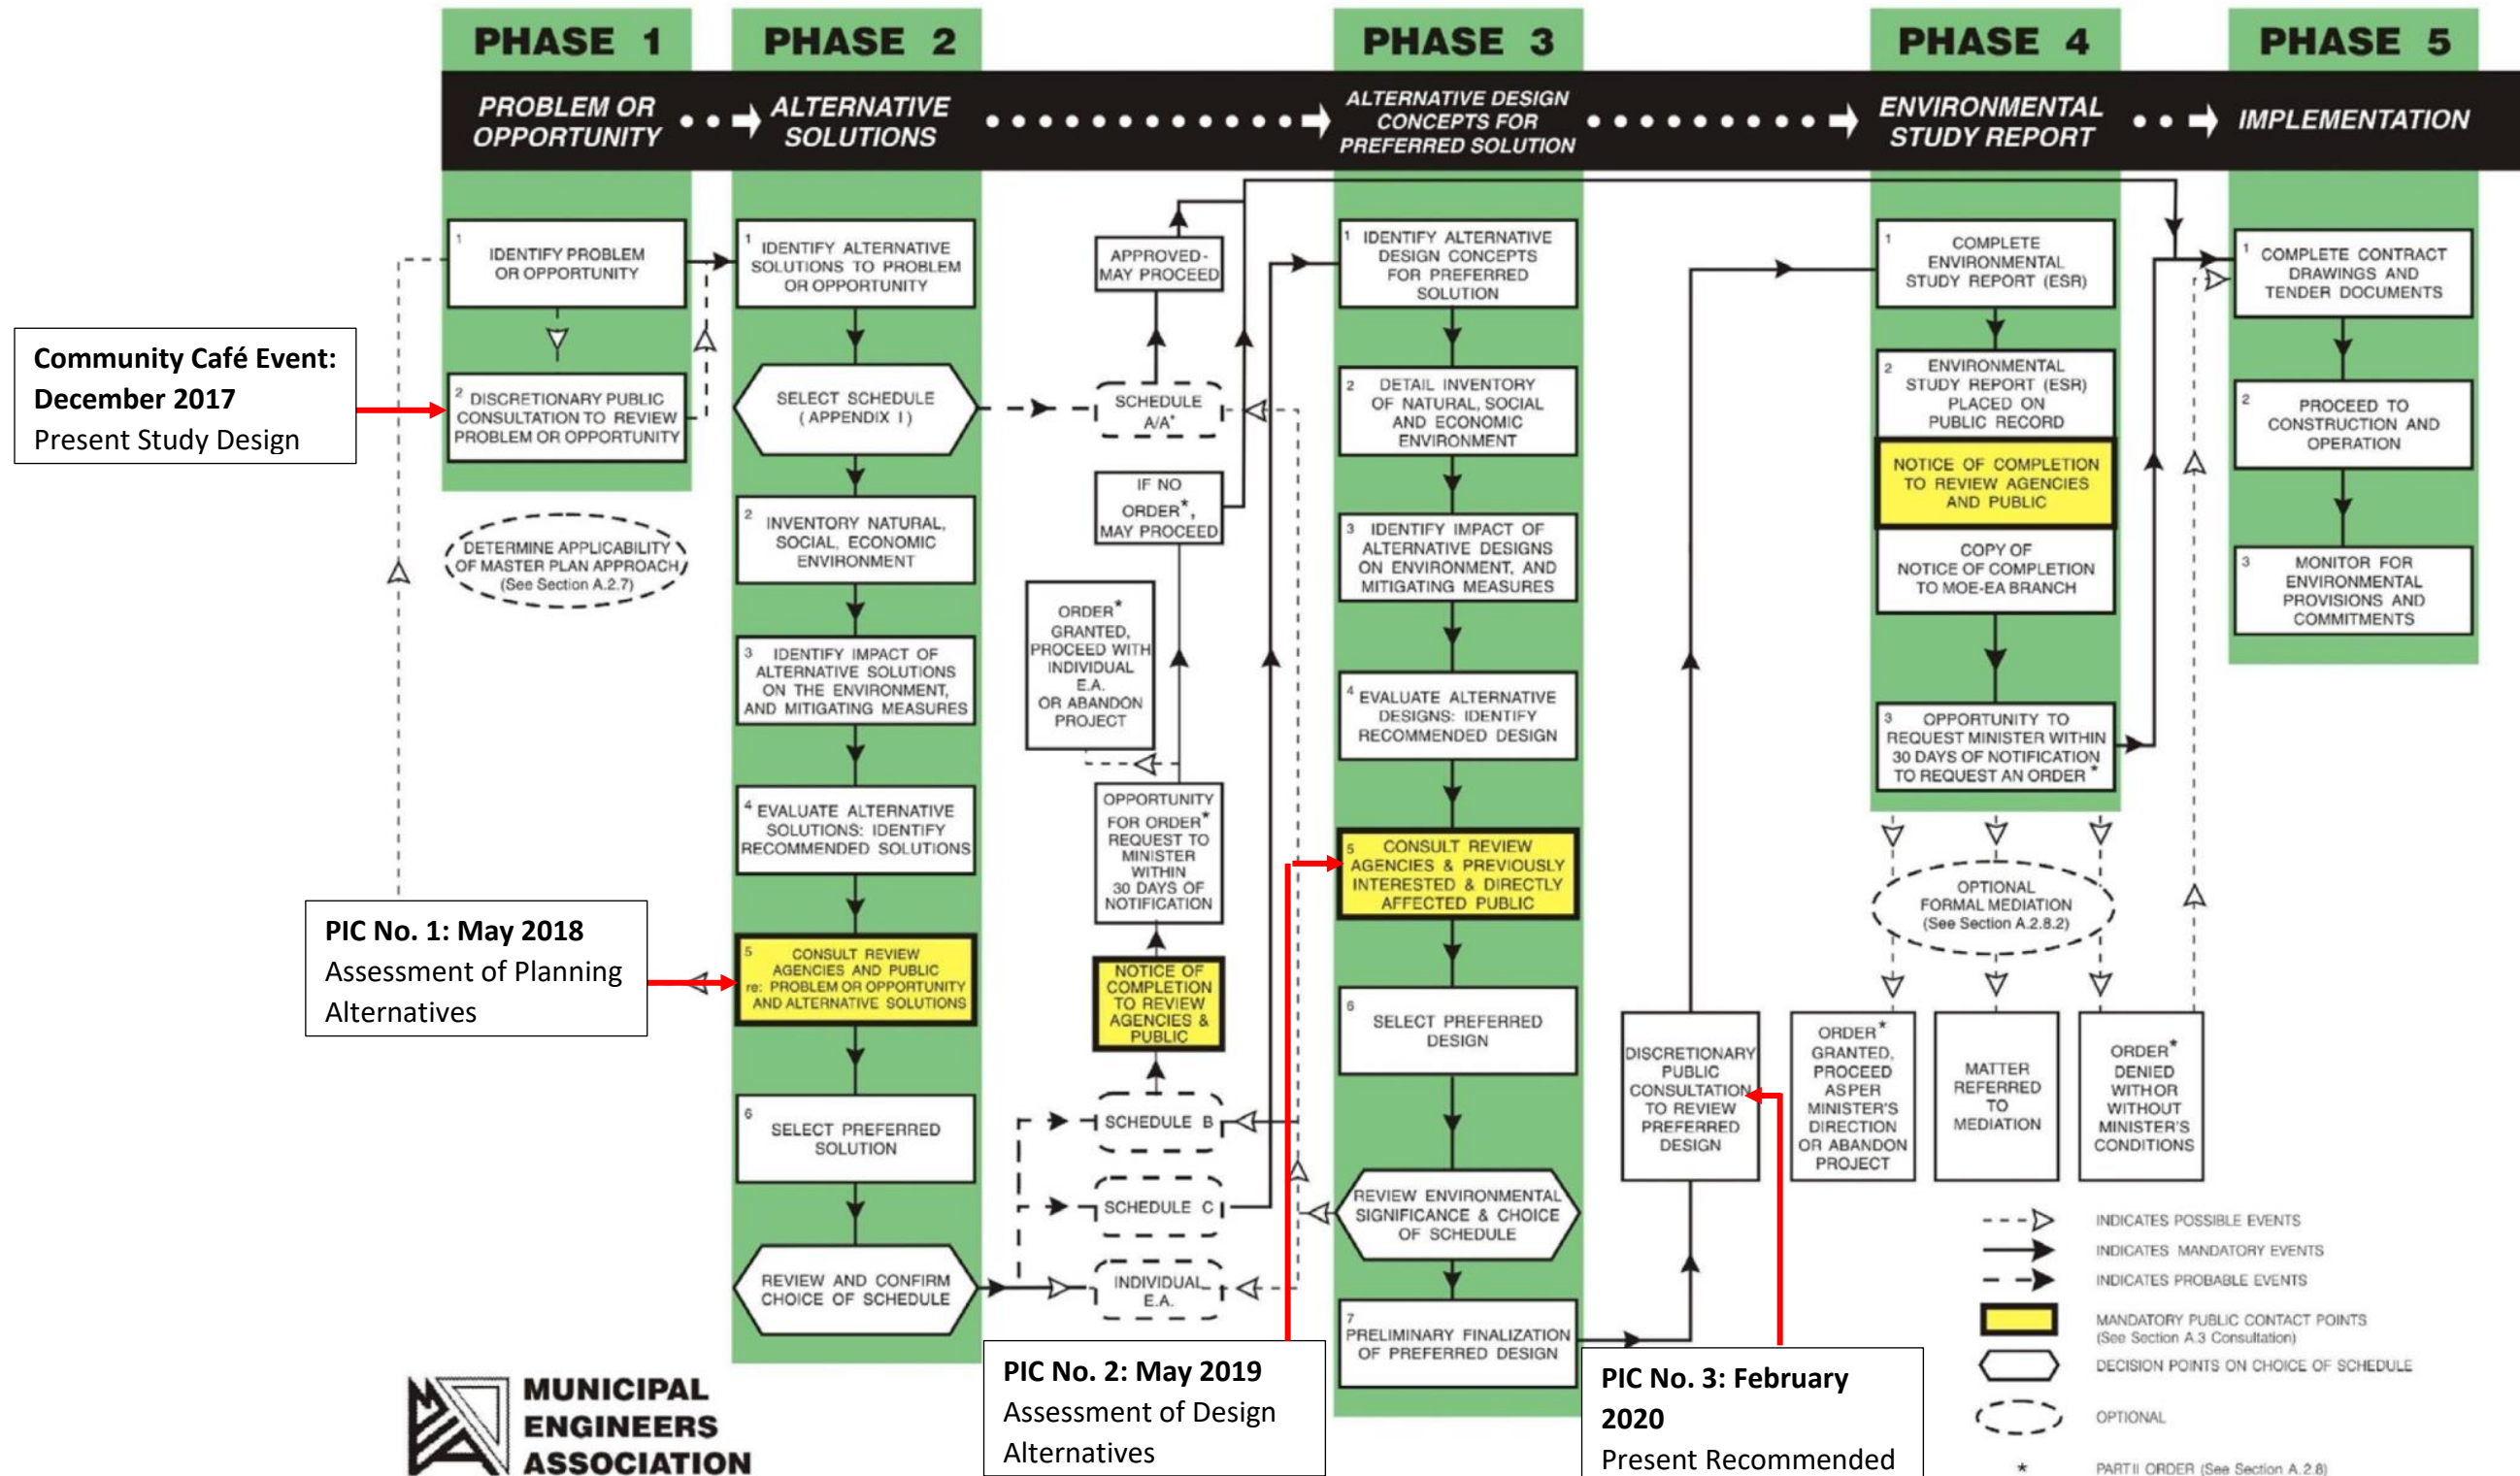 PHASE 1
PHASE 2
PHASE 3
PHASE 4
PHASE 5
PROBLEM OR
OPPORTUNITY
ALTERNATIVE
SOLUTIONS
ALTERNATIVE DESIGN
CONCEPTS FOR
PREFERRED SOLUTION
ENVIRONMENTAL
STUDY REPORT
IMPLEMENTATION
1
IDENTIFY PROBLEM
OR OPPORTUNITY
2 DISCRETIONARY PUBLIC
CONSULTATION TO REVIEW
PROBLEM OR OPPORTUNITY
DETERMINE APPLICABILITY
OF MASTER PLAN APPROACH
(See Section A.2.7)
Community Café Event:
December 2017
Present Study Design
PIC No. 1: May 2018
Assessment of Planning
Alternatives
1
IDENTIFY ALTERNATIVE
SOLUTIONS TO PROBLEM
OR OPPORTUNITY
SELECT SCHEDULE
( APPENDIX I )
2
INVENTORY NATURAL,
SOCIAL, ECONOMIC
ENVIRONMENT
3 IDENTIFY IMPACT OF
ALTERNATIVE SOLUTIONS
ON THE ENVIRONMENT,
AND MITIGATING MEASURES
4 EVALUATE ALTERNATIVE
SOLUTIONS: IDENTIFY
RECOMMENDED SOLUTIONS
5 CONSULT REVIEW
AGENCIES AND PUBLIC
re: PROBLEM OR OPPORTUNITY
AND ALTERNATIVE SOLUTIONS
6
SELECT PREFERRED
SOLUTION
REVIEW AND CONFIRM
CHOICE OF SCHEDULE
APPROVED-
MAY PROCEED
SCHEDULE
A/A*
IF NO
ORDER*,
MAY PROCEED
ORDER*
GRANTED,
PROCEED WITH
INDIVIDUAL
E.A.
OR ABANDON
PROJECT
OPPORTUNITY
FOR ORDER*
REQUEST TO
MINISTER
WITHIN
30 DAYS OF
NOTIFICATION
NOTICE OF
COMPLETION
TO REVIEW
AGENCIES &
PUBLIC
SCHEDULE B
SCHEDULE C
INDIVIDUAL
E.A.
PIC No. 2: May 2019
Assessment of Design
Alternatives
1 IDENTIFY ALTERNATIVE
DESIGN CONCEPTS
FOR PREFERRED
SOLUTION
2 DETAIL INVENTORY
OF NATURAL, SOCIAL
AND ECONOMIC
ENVIRONMENT
3 IDENTIFY IMPACT OF
ALTERNATIVE DESIGNS
ON ENVIRONMENT, AND
MITIGATING MEASURES
4 EVALUATE ALTERNATIVE
DESIGNS: IDENTIFY
RECOMMENDED DESIGN
5 CONSULT REVIEW
AGENCIES & PREVIOUSLY
INTERESTED & DIRECTLY
AFFECTED PUBLIC
6
SELECT PREFERRED
DESIGN
REVIEW ENVIRONMENTAL
SIGNIFICANCE & CHOICE
OF SCHEDULE
7
PRELIMINARY FINALIZATION
OF PREFERRED DESIGN
DISCRETIONARY
PUBLIC
CONSULTATION
TO REVIEW
PREFERRED
DESIGN
PIC No. 3: February
2020
Present Recommended
1
COMPLETE
ENVIRONMENTAL
STUDY REPORT (ESR)
2 ENVIRONMENTAL
STUDY REPORT (ESR)
PLACED ON
PUBLIC RECORD
NOTICE OF COMPLETION
TO REVIEW AGENCIES
AND PUBLIC
COPY OF
NOTICE OF COMPLETION
TO MOE-EA BRANCH
3 OPPORTUNITY TO
REQUEST MINISTER WITHIN
30 DAYS OF NOTIFICATION
TO REQUEST AN ORDER*
OPTIONAL
FORMAL MEDIATION
(See Section A.2.8.2)
ORDER*
GRANTED,
PROCEED
AS PER
MINISTER'S
DIRECTION
OR ABANDON
PROJECT
MATTER
REFERRED
TO
MEDIATION
ORDER*
DENIED
WITH OR
WITHOUT
MINISTER'S
CONDITIONS
1 COMPLETE CONTRACT
DRAWINGS AND
TENDER DOCUMENTS
2 PROCEED TO
CONSTRUCTION AND
OPERATION
3 MONITOR FOR
ENVIRONMENTAL
PROVISIONS AND
COMMITMENTS
INDICATES POSSIBLE EVENTS
INDICATES MANDATORY EVENTS
INDICATES PROBABLE EVENTS
MANDATORY PUBLIC CONTACT POINTS
(See Section A.3 Consultation)
DECISION POINTS ON CHOICE OF SCHEDULE
OPTIONAL
* PART II ORDER (See Section A.2.8)
MUNICIPAL
ENGINEERS
ASSOCIATION